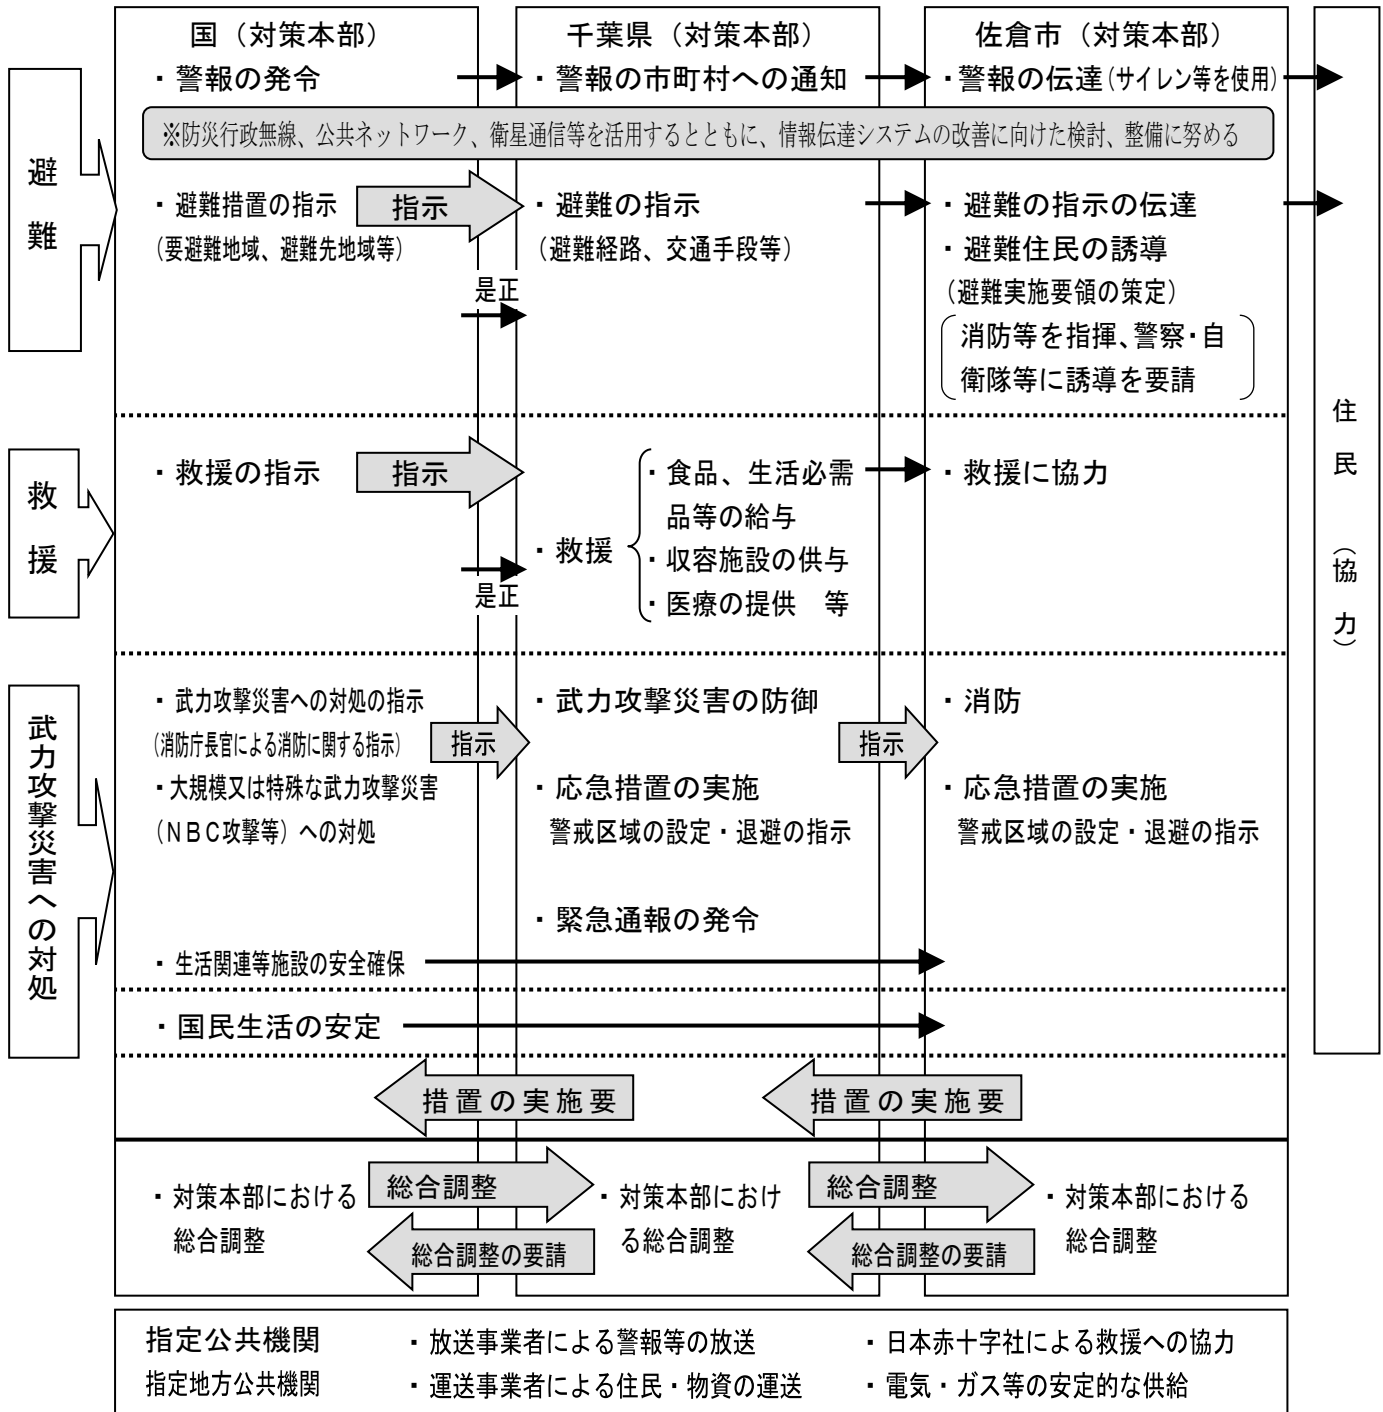 国（対策本部）
千葉県（対策本部）
佐倉市（対策本部）
・警報の発令
・警報の市町村への通知
・警報の伝達（サイレン等を使用）
※防災行政無線、公共ネットワーク、衛星通信等を活用するとともに、情報伝達システムの改善に向けた検討、整備に努める
避難
・避難措置の指示
（要避難地域、避難先地域等）
指示
是正
・避難の指示
（避難経路、交通手段等）
・避難の指示の伝達
・避難住民の誘導
（避難実施要領の策定）
消防等を指揮、警察・自
衛隊等に誘導を要請
救援
・救援の指示
指示
是正
・救援
・食品、生活必需
品等の給与
・収容施設の供与
・医療の提供　等
・救援に協力
武力攻撃災害への対処
・武力攻撃災害への対処の指示
（消防庁長官による消防に関する指示）
・大規模又は特殊な武力攻撃災害
（ＮＢＣ攻撃等）への対処
指示
・武力攻撃災害の防御
・応急措置の実施
警戒区域の設定・退避の指示
・緊急通報の発令
指示
・消防
・応急措置の実施
警戒区域の設定・退避の指示
・生活関連等施設の安全確保
・国民生活の安定
措置の実施要
措置の実施要
・対策本部における
総合調整
総合調整
総合調整の要請
・対策本部におけ
る総合調整
総合調整
総合調整の要請
・対策本部における
総合調整
住民（協力）
指定公共機関
指定地方公共機関
・放送事業者による警報等の放送
・運送事業者による住民・物資の運送
・日本赤十字社による救援への協力
・電気・ガス等の安定的な供給